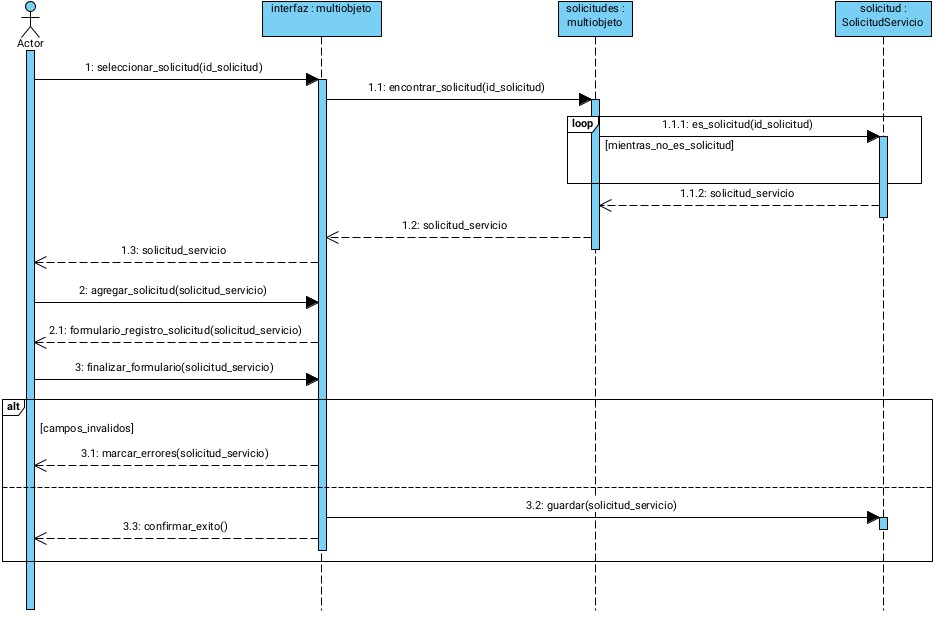 interfaz : multiobjeto
solicitudes :
multiobjeto
solicitud :
SolicitudServicio
Actor
1: seleccionar_solicitud(id_solicitud)
1.1: encontrar_solicitud(id_solicitud)
loop
1.1.1: es_solicitud(id_solicitud)
[mientras_no_es_solicitud]
1.1.2: solicitud_servicio
1.2: solicitud_servicio
1.3: solicitud_servicio
2: agregar_solicitud(solicitud_servicio)
2.1: formulario_registro_solicitud(solicitud_servicio)
3: finalizar_formulario(solicitud_servicio)
alt
[campos_invalidos]
3.1: marcar_errores(solicitud_servicio)
3.2: guardar(solicitud_servicio)
3.3: confirmar_exito()